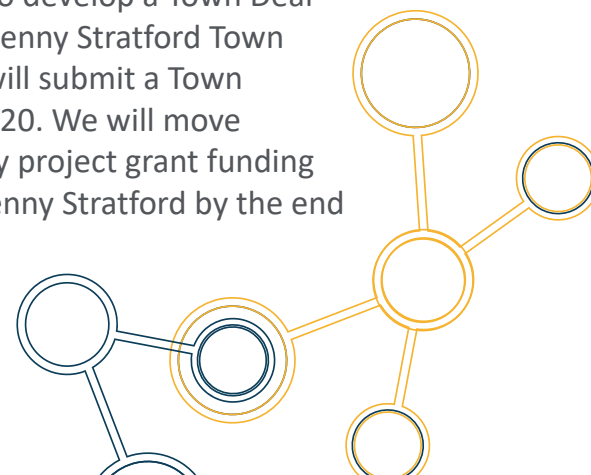 o develop a Town Deal
enny Stratford Town
ill submit a Town
20. We will move
y project grant funding
enny Stratford by the end